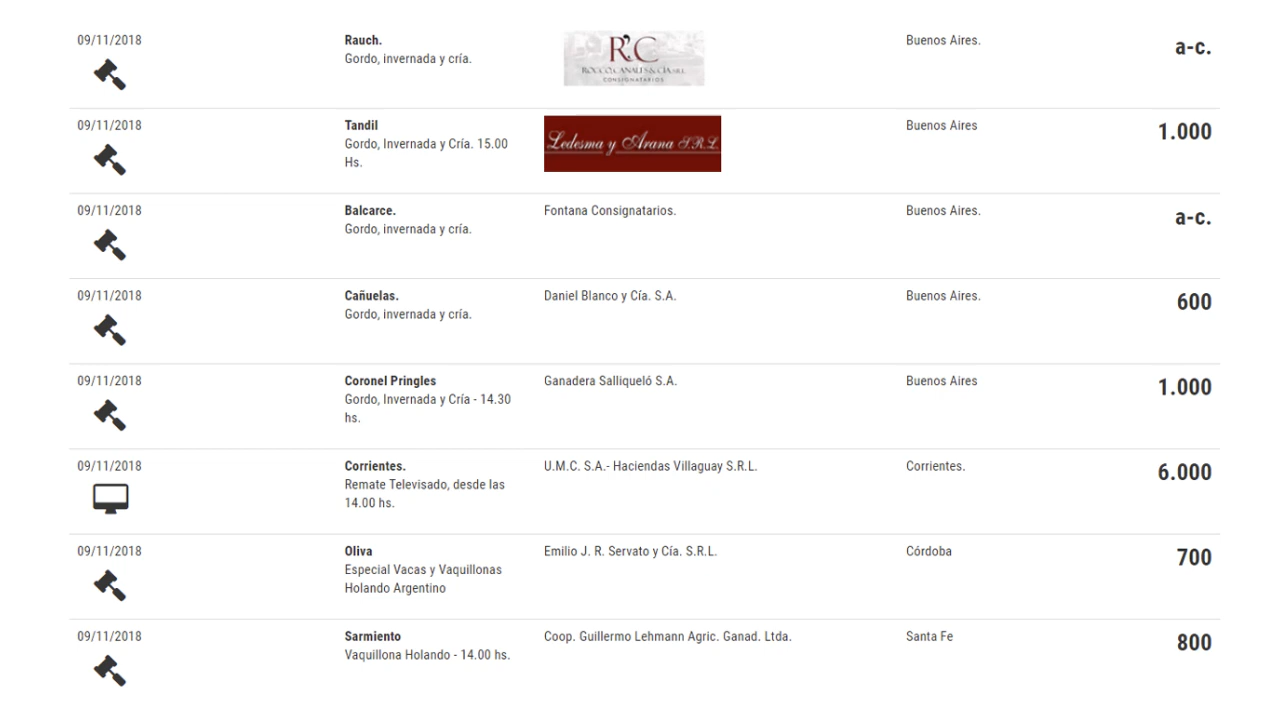 09/11/2018
Rauch.
Gordo, invernada y cría.
R'C
ROCCO, CANALES & CÍA SRL
CONSIGNATARIOS
Buenos Aires.
a-c.
09/11/2018
Tandil
Gordo, Invernada y Cría. 15.00
Hs.
Ledesma y Arana S.R.L.
Buenos Aires
1.000
09/11/2018
Balcarce.
Gordo, invernada y cría.
Fontana Consignatarios.
Buenos Aires.
a-c.
09/11/2018
Cañuelas.
Gordo, invernada y cría.
Daniel Blanco y Cía. S.A.
Buenos Aires.
600
09/11/2018
Coronel Pringles
Gordo, Invernada y Cría - 14.30
hs.
Ganadera Salliqueló S.A.
Buenos Aires
1.000
09/11/2018
Corrientes.
Remate Televisado, desde las
14.00 hs.
U.M.C. S.A.- Haciendas Villaguay S.R.L.
Corrientes.
6.000
09/11/2018
Oliva
Especial Vacas y Vaquillonas
Holando Argentino
Emilio J. R. Servato y Cía. S.R.L.
Córdoba
700
09/11/2018
Sarmiento
Vaquillona Holando - 14.00 hs.
Coop. Guillermo Lehmann Agric. Ganad. Ltda.
Santa Fe
800